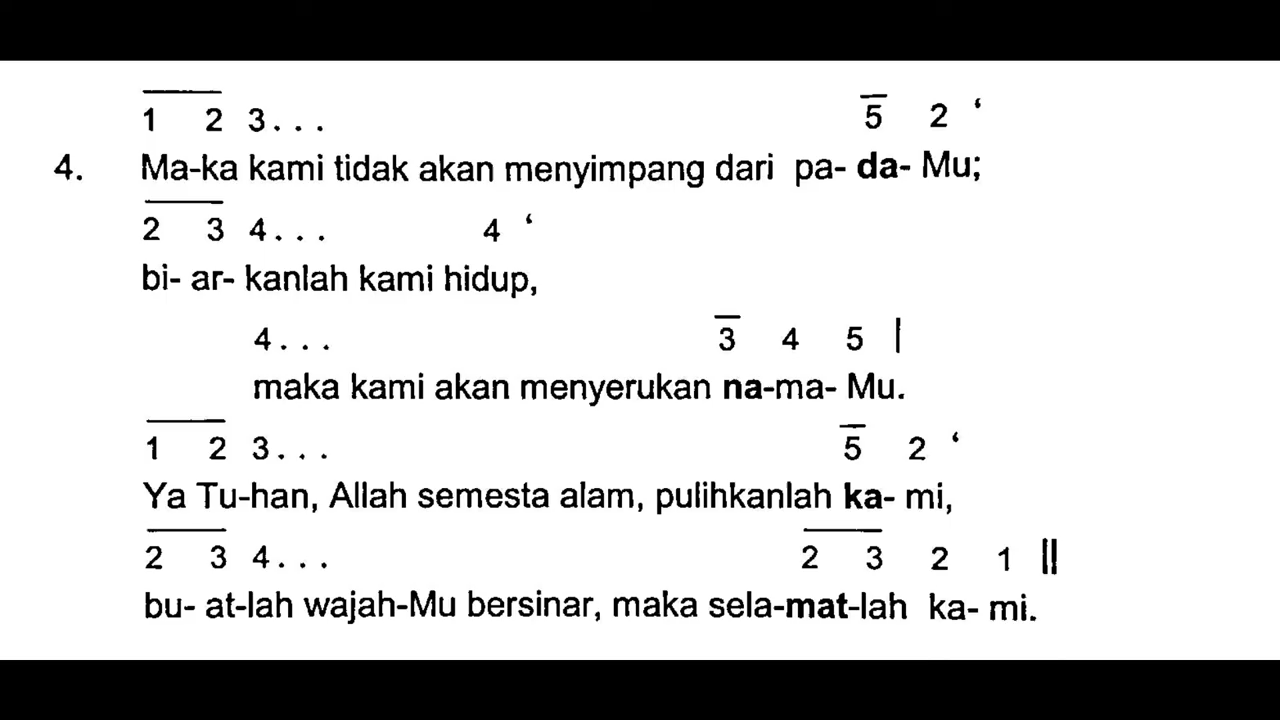 1 2 3... 5 2 ‘
4. Ma-ka kami tidak akan menyimpang dari pa- da- Mu;
2 3 4... 4 ‘
bi- ar- kanlah kami hidup,
4... 3 4 5 |
maka kami akan menyerukan na-ma- Mu.
1 2 3... 5 2 ‘
Ya Tu-han, Allah semesta alam, pulihkanlah ka- mi,
2 3 4... 2 3 2 1 ||
bu- at-lah wajah-Mu bersinar, maka sela-mat-lah ka- mi.